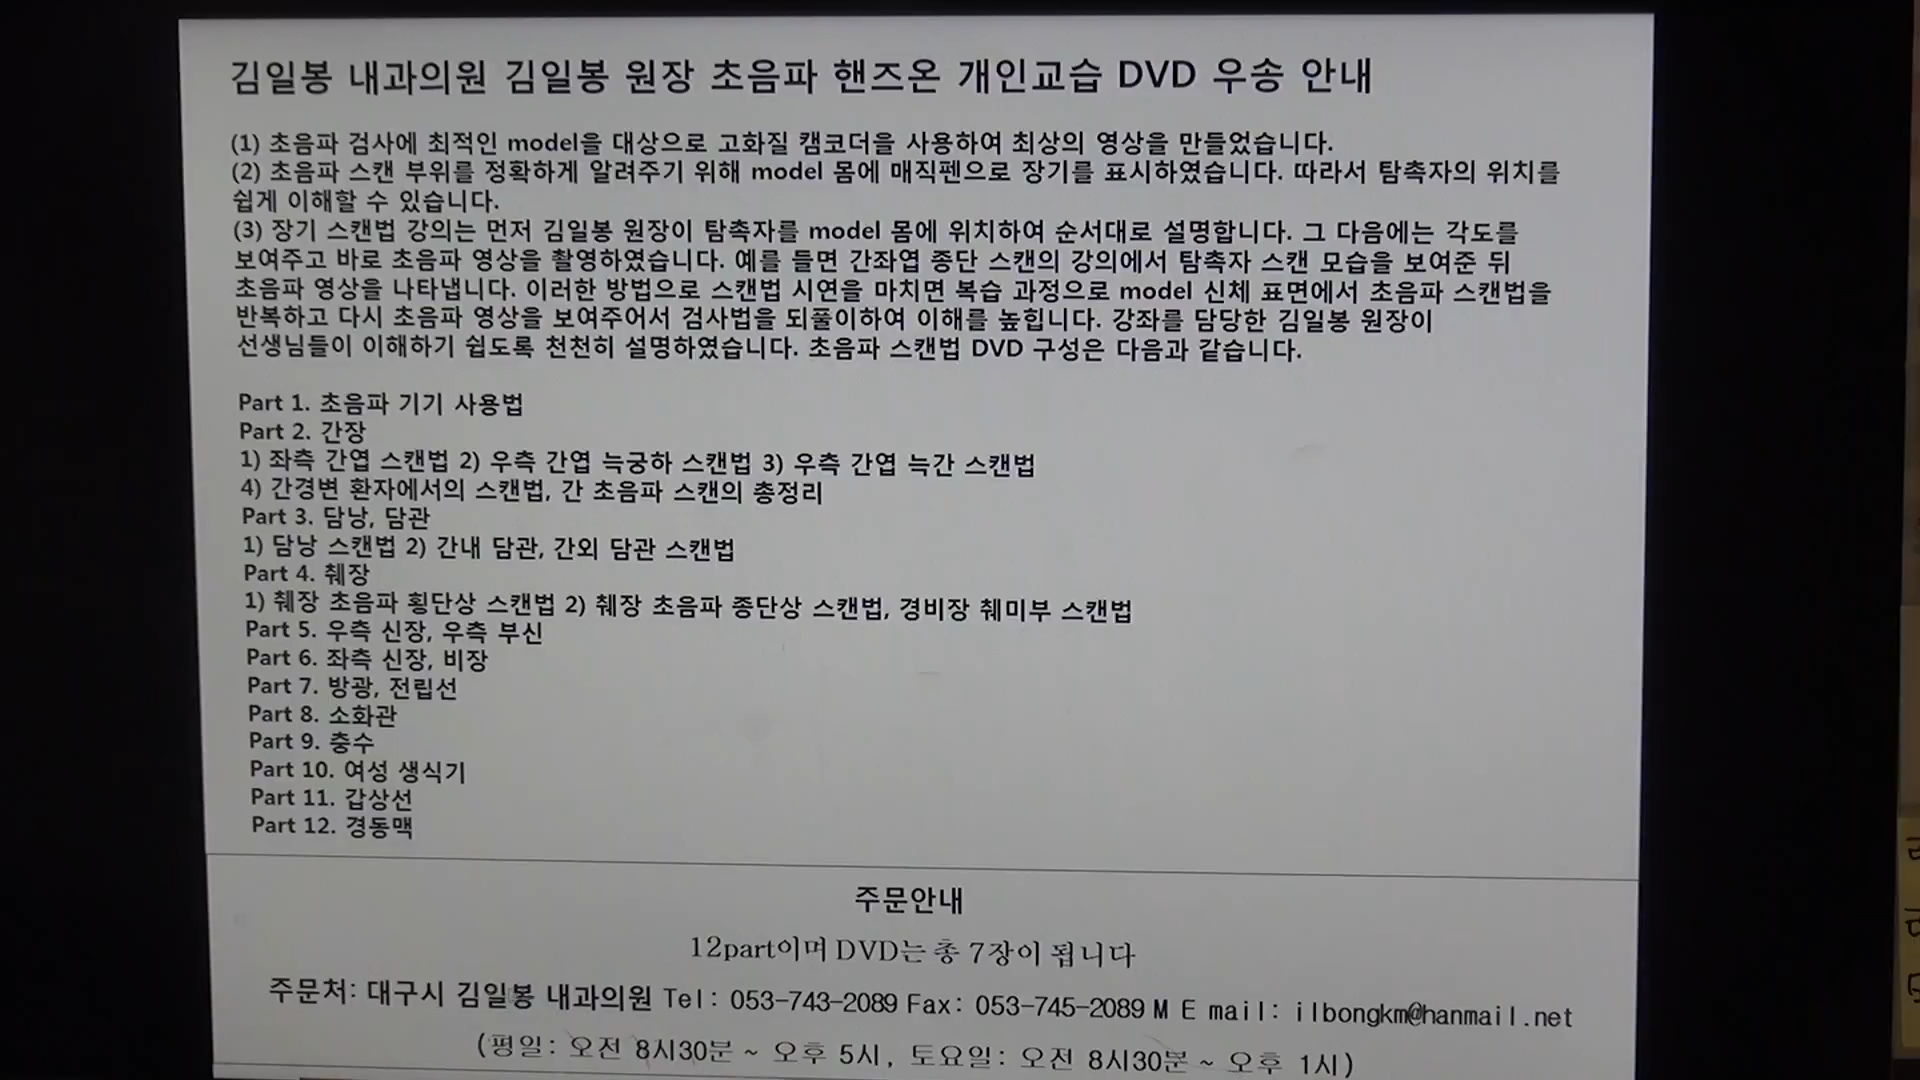 김일봉 내과의원 김일봉 원장 초음파 핸즈온 개인교습 DVD 우송 안내
(1) 초음파 검사에 최적인 model을 대상으로 고화질 캠코더을 사용하여 최상의 영상을 만들었습니다.
(2) 초음파 스캔 부위를 정확하게 알려주기 위해 model 몸에 매직펜으로 장기를 표시하였습니다. 따라서 탐촉자의 위치를
쉽게 이해할 수 있습니다.
(3) 장기 스캔법 강의는 먼저 김일봉 원장이 탐촉자를 model 몸에 위치하여 순서대로 설명합니다. 그 다음에는 각도를
보여주고 바로 초음파 영상을 촬영하였습니다. 예를 들면 간좌엽 종단 스캔의 강의에서 탐촉자 스캔 모습을 보여준 뒤
초음파 영상을 나타냅니다. 이러한 방법으로 스캔법 시연을 마치면 복습 과정으로 model 신체 표면에서 초음파 스캔법을
반복하고 다시 초음파 영상을 보여주어서 검사법을 되풀이하여 이해를 높힙니다. 강좌를 담당한 김일봉 원장이
선생님들이 이해하기 쉽도록 천천히 설명하였습니다. 초음파 스캔법 DVD 구성은 다음과 같습니다.
Part 1. 초음파 기기 사용법
Part 2. 간장
1) 좌측 간엽 스캔법 2) 우측 간엽 늑궁하 스캔법 3) 우측 간엽 늑간 스캔법
4) 간경변 환자에서의 스캔법, 간 초음파 스캔의 총정리
Part 3. 담낭, 담관
1) 담낭 스캔법 2) 간내 담관, 간외 담관 스캔법
Part 4. 췌장
1) 췌장 초음파 횡단상 스캔법 2) 췌장 초음파 종단상 스캔법, 경비장 췌미부 스캔법
Part 5. 우측 신장, 우측 부신
Part 6. 좌측 신장, 비장
Part 7. 방광, 전립선
Part 8. 소화관
Part 9. 충수
Part 10. 여성 생식기
Part 11. 갑상선
Part 12. 경동맥
주문안내
12part이며 DVD는 총 7장이 됩니다
주문처: 대구시 김일봉 내과의원 Tel: 053-743-2089 Fax: 053-745-2089 M E mail: ilbongkm@hanmail.net
(평일: 오전 8시30분 ~ 오후 5시, 토요일: 오전 8시30분 ~ 오후 1시)